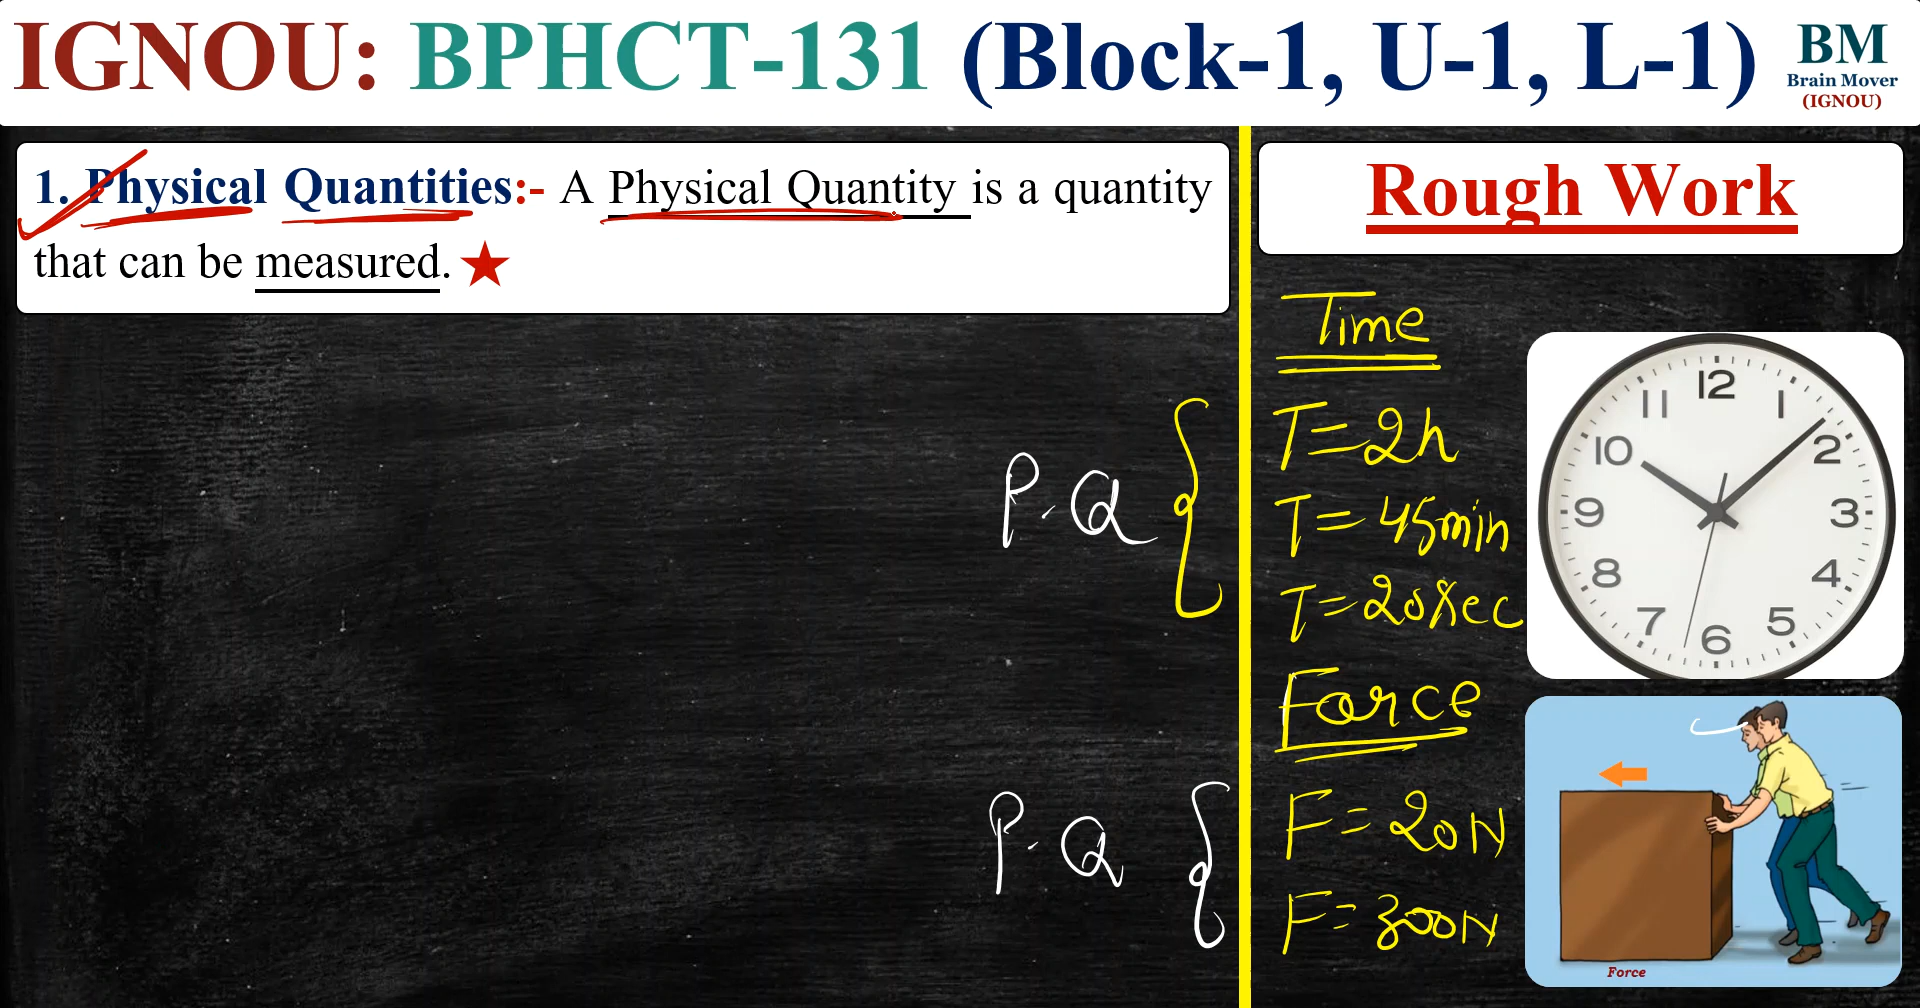 IGNOU: BPHCT-131 (Block-1, U-1, L-1)
BM
Brain Mover
(IGNOU)
1. Physical Quantities:- A Physical Quantity is a quantity
that can be measured. ★
Rough Work
Time
T=2h
T=45min
T=20sec
P.Q {
Force
F=20N
F=300N
P.Q {
12
1
2
3
4
5
6
7
8
9
10
11
Force